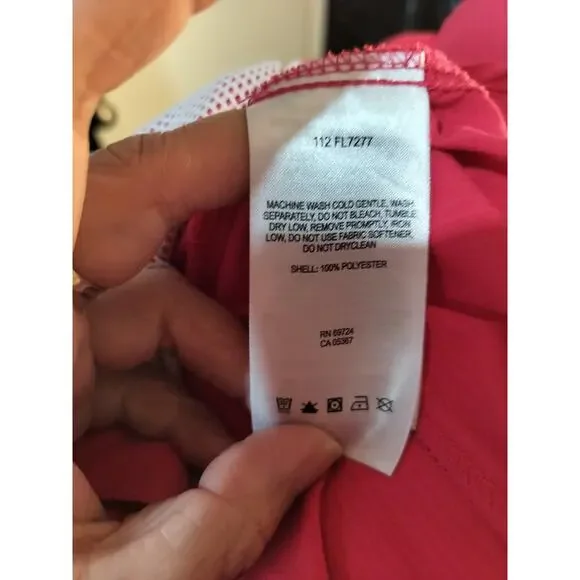 112 FL7277
MACHINE WASH COLD GENTLE, WASH
SEPARATELY, DO NOT BLEACH, TUMBLE
DRY LOW, REMOVE PROMPTLY, IRON
LOW, DO NOT USE FABRIC SOFTENER,
DO NOT DRYCLEAN
SHELL: 100% POLYESTER
RN 69724
CA 05367